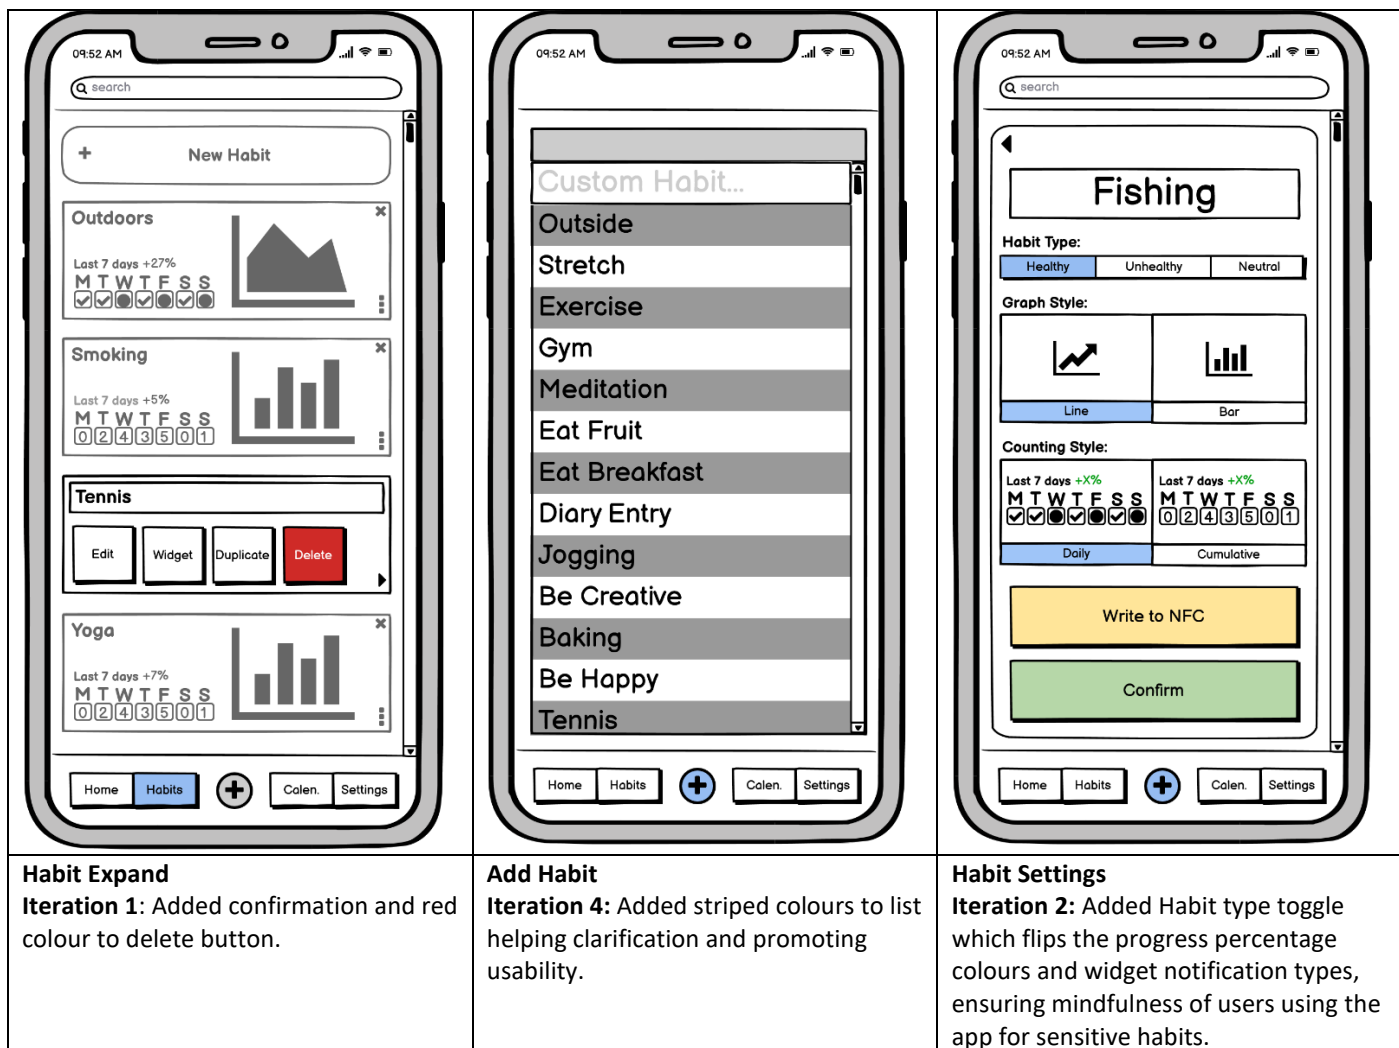 09:52 AM
search
+ New Habit
Outdoors
Last 7 days +27%
M T W T F S S
Smoking
Last 7 days +5%
M T W T F S S
0 2 4 3 5 0 1
Tennis
Edit Widget Duplicate Delete
Yoga
Last 7 days +7%
M T W T F S S
0 2 4 3 5 0 1
Home Habits Calen. Settings
09:52 AM
Custom Habit...
Outside
Stretch
Exercise
Gym
Meditation
Eat Fruit
Eat Breakfast
Diary Entry
Jogging
Be Creative
Baking
Be Happy
Tennis
Home Habits Calen. Settings
09:52 AM
search
Fishing
Habit Type:
Healthy Unhealthy Neutral
Graph Style:
Line Bar
Counting Style:
Last 7 days +X% Last 7 days +X%
M T W T F S S M T W T F S S
0 2 4 3 5 0 1
Daily Cumulative
Write to NFC
Confirm
Home Habits Calen. Settings
Habit Expand
Iteration 1: Added confirmation and red
colour to delete button.
Add Habit
Iteration 4: Added striped colours to list
helping clarification and promoting
usability.
Habit Settings
Iteration 2: Added Habit type toggle
which flips the progress percentage
colours and widget notification types,
ensuring mindfulness of users using the
app for sensitive habits.